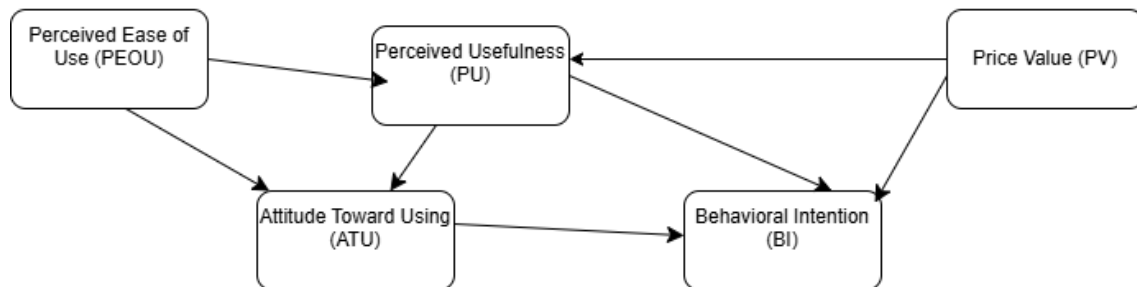 Perceived Ease of
Use (PEOU)
Perceived Usefulness
(PU)
Price Value (PV)
Attitude Toward Using
(ATU)
Behavioral Intention
(BI)